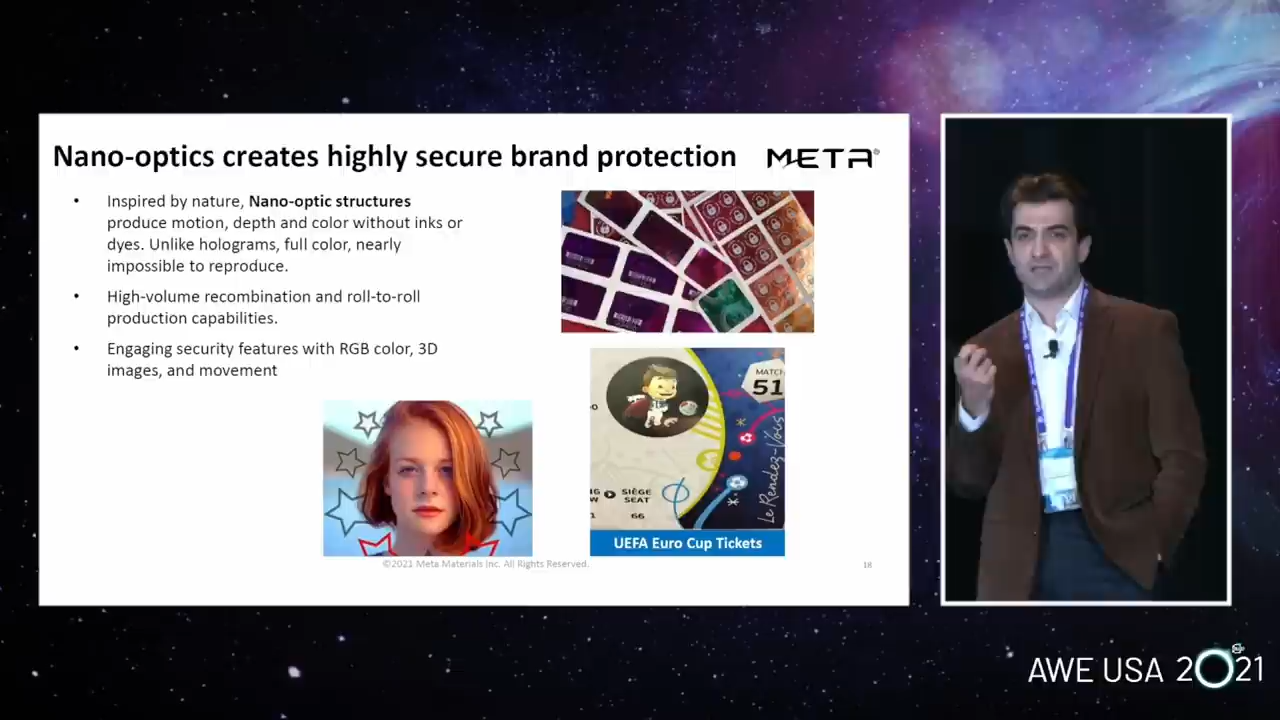 Nano-optics creates highly secure brand protection
META
• Inspired by nature, Nano-optic structures
produce motion, depth and color without inks or
dyes. Unlike holograms, full color, nearly
impossible to reproduce.
• High-volume recombination and roll-to-roll
production capabilities.
• Engaging security features with RGB color, 3D
images, and movement
MATCH
51
Le Rendez-Vous
SIÈGE
SEAT
66
UEFA Euro Cup Tickets
©2021 Meta Materials Inc. All Rights Reserved.
18
AWE USA 2021